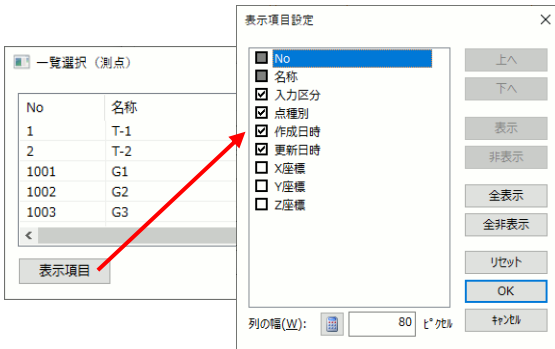 一覧選択（測点）
No 名称
1 T-1
2 T-2
1001 G1
1002 G2
1003 G3
表示項目
表示項目設定
No
名称
入力区分
点種別
作成日時
更新日時
X座標
Y座標
Z座標
上へ
下へ
表示
非表示
全表示
全非表示
ﾘｾｯﾄ
OK
ｷｬﾝｾﾙ
列の幅(W): 80 ﾋﾟｸｾﾙ